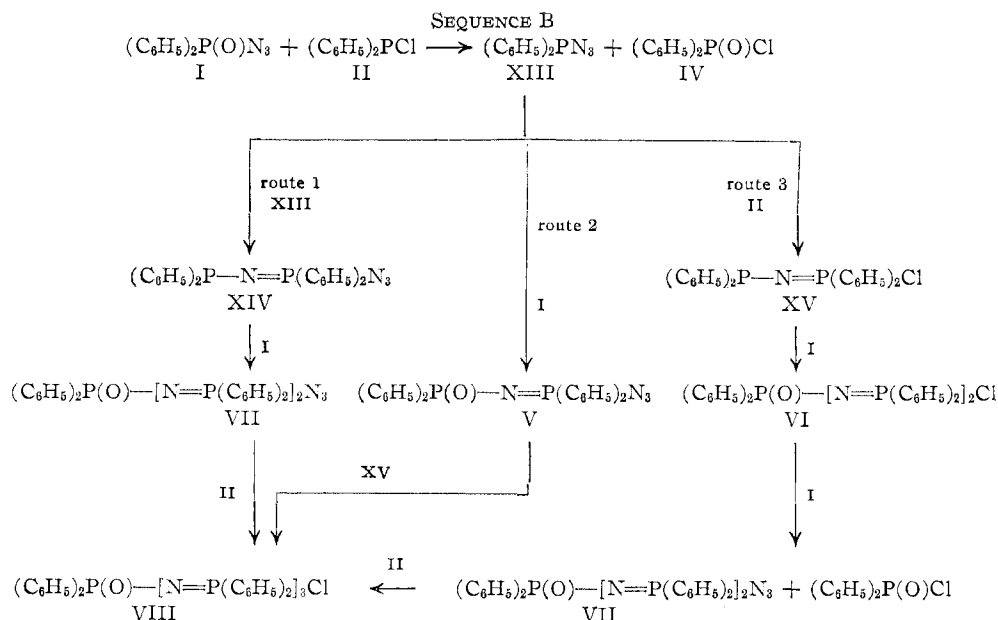 SEQUENCE B
(C₆H₅)₂P(O)N₃ + (C₆H₅)₂PCl ⟶ (C₆H₅)₂PN₃ + (C₆H₅)₂P(O)Cl
I II XIII IV
route 1
XIII
route 2
route 3
II
(C₆H₅)₂P—N=P(C₆H₅)₂N₃
XIV
I
(C₆H₅)₂P—N=P(C₆H₅)₂Cl
XV
I I
(C₆H₅)₂P(O)—[N=P(C₆H₅)₂]₂N₃ (C₆H₅)₂P(O)—N=P(C₆H₅)₂N₃ (C₆H₅)₂P(O)—[N=P(C₆H₅)₂]₂Cl
VII V VI
II XV I
(C₆H₅)₂P(O)—[N=P(C₆H₅)₂]₃Cl ⟵ II (C₆H₅)₂P(O)—[N=P(C₆H₅)₂]₂N₃ + (C₆H₅)₂P(O)Cl
VIII VII